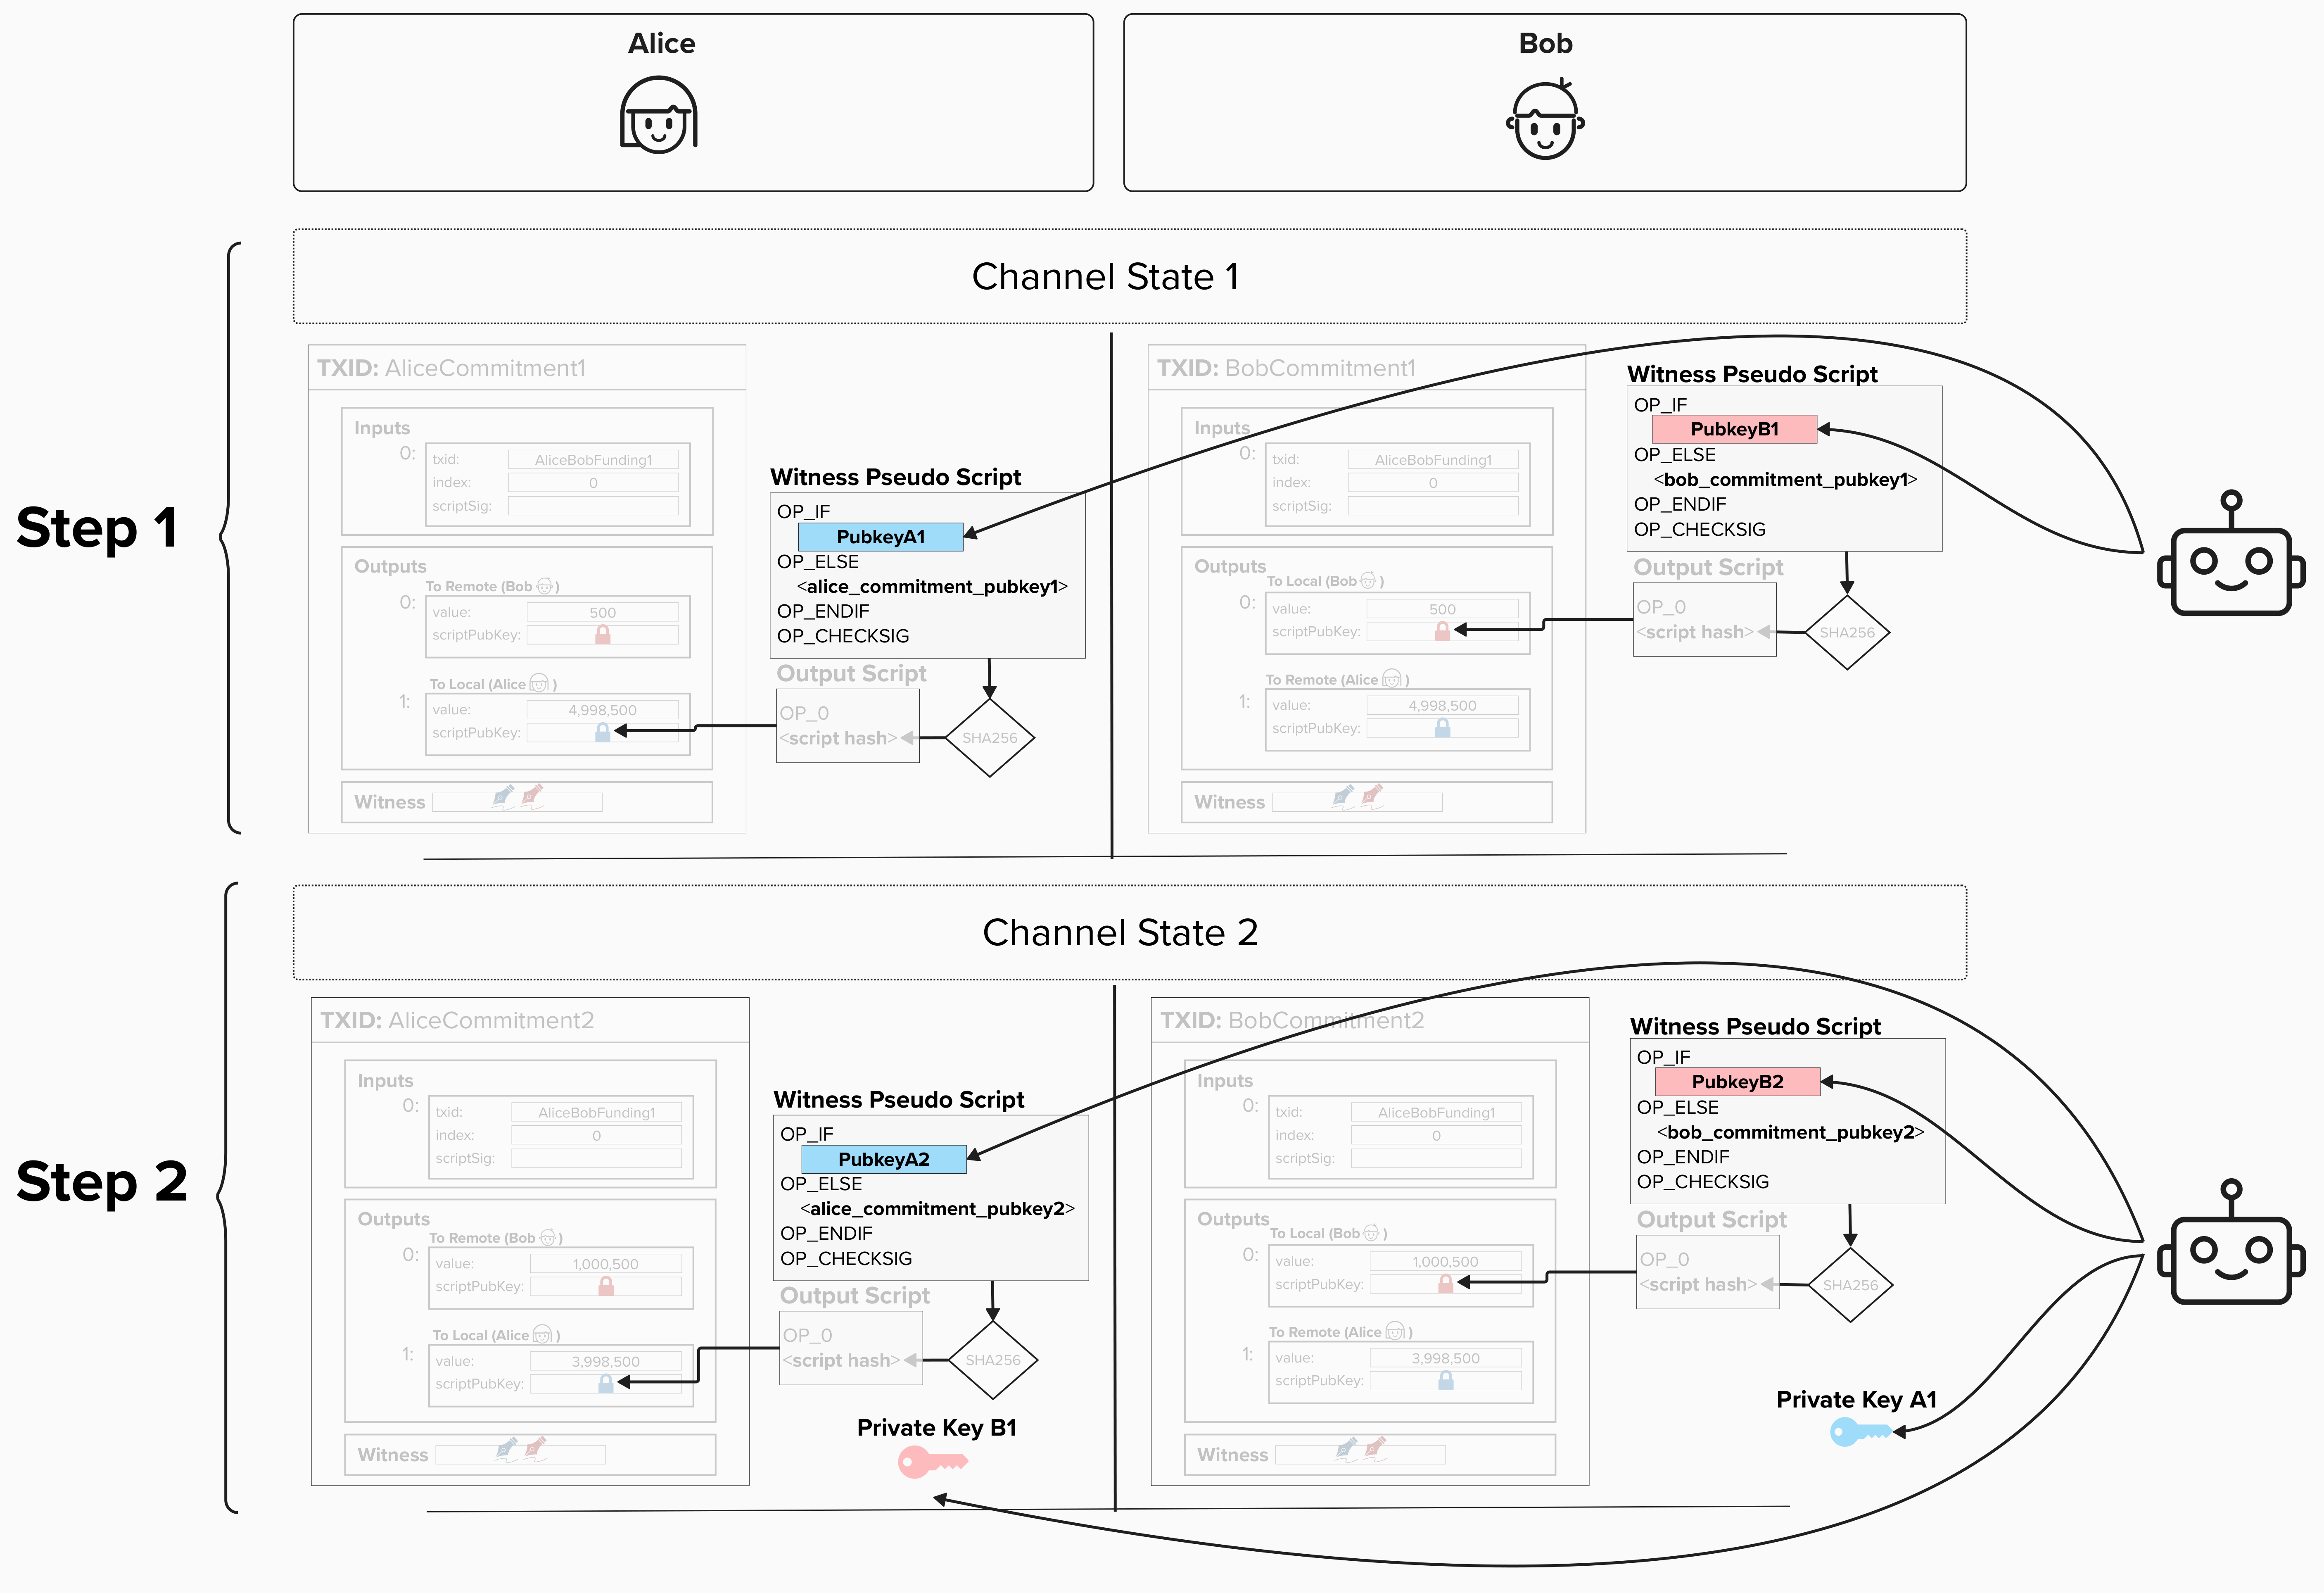 Alice
Bob
Step 1
Channel State 1
TXID: AliceCommitment1
Inputs
0:
txid: AliceBobFunding1
index: 0
scriptSig:
Outputs
To Remote (Bob )
0:
value: 500
scriptPubKey:
To Local (Alice )
1:
value: 4,998,500
scriptPubKey:
Witness
Witness Pseudo Script
OP_IF
PubkeyA1
OP_ELSE
<alice_commitment_pubkey1>
OP_ENDIF
OP_CHECKSIG
Output Script
OP_0
<script hash>
SHA256
TXID: BobCommitment1
Inputs
0:
txid: AliceBobFunding1
index: 0
scriptSig:
Outputs
To Local (Bob )
0:
value: 500
scriptPubKey:
To Remote (Alice )
1:
value: 4,998,500
scriptPubKey:
Witness
Witness Pseudo Script
OP_IF
PubkeyB1
OP_ELSE
<bob_commitment_pubkey1>
OP_ENDIF
OP_CHECKSIG
Output Script
OP_0
<script hash>
SHA256
Step 2
Channel State 2
TXID: AliceCommitment2
Inputs
0:
txid: AliceBobFunding1
index: 0
scriptSig:
Outputs
To Remote (Bob )
0:
value: 1,000,500
scriptPubKey:
To Local (Alice )
1:
value: 3,998,500
scriptPubKey:
Witness
Witness Pseudo Script
OP_IF
PubkeyA2
OP_ELSE
<alice_commitment_pubkey2>
OP_ENDIF
OP_CHECKSIG
Output Script
OP_0
<script hash>
SHA256
Private Key B1
TXID: BobCommitment2
Inputs
0:
txid: AliceBobFunding1
index: 0
scriptSig:
Outputs
To Local (Bob )
0:
value: 1,000,500
scriptPubKey:
To Remote (Alice )
1:
value: 3,998,500
scriptPubKey:
Witness
Witness Pseudo Script
OP_IF
PubkeyB2
OP_ELSE
<bob_commitment_pubkey2>
OP_ENDIF
OP_CHECKSIG
Output Script
OP_0
<script hash>
SHA256
Private Key A1